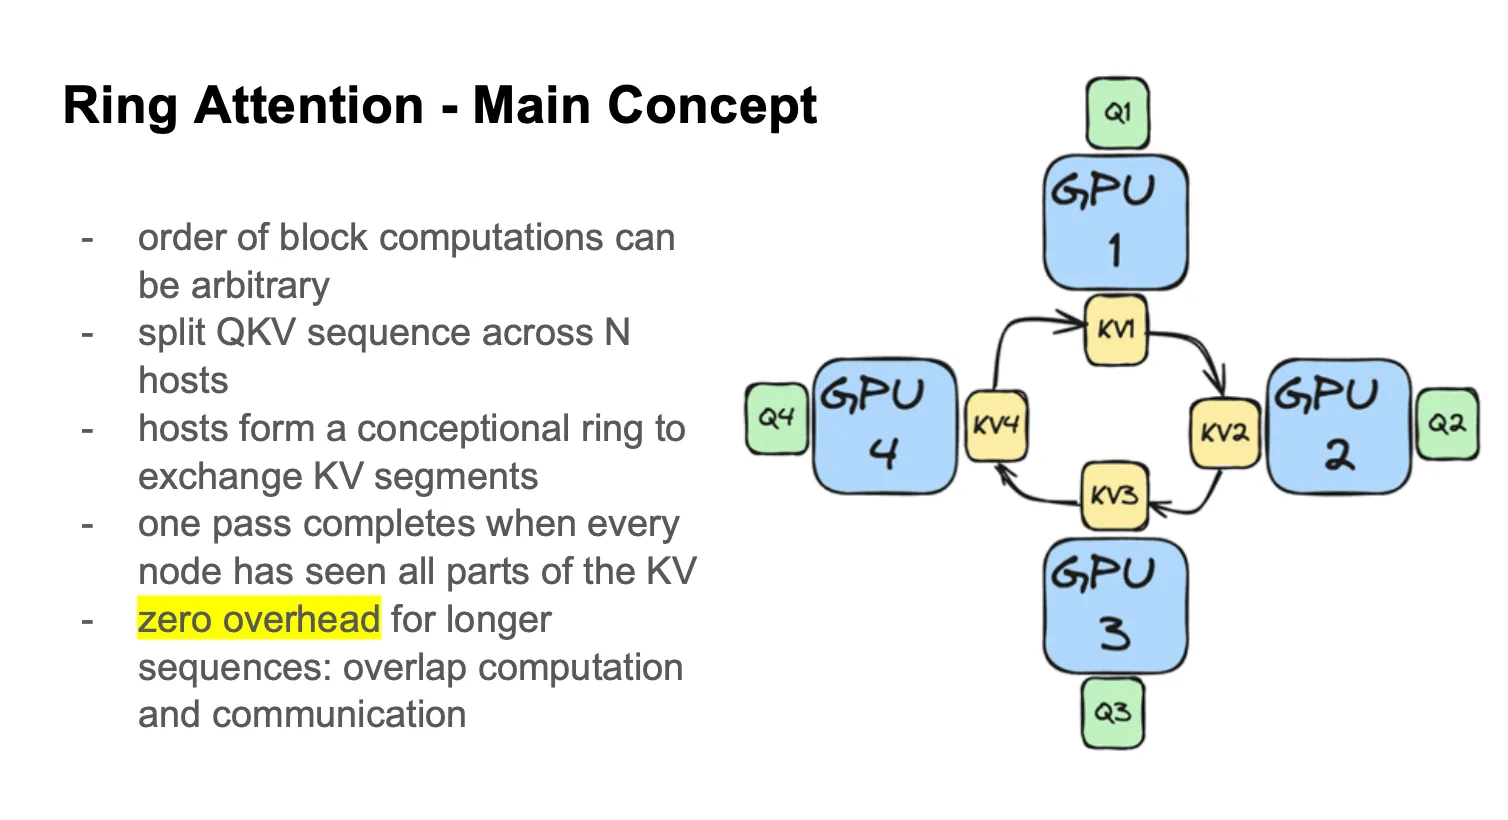 Ring Attention - Main Concept
- order of block computations can
be arbitrary
- split QKV sequence across N
hosts
- hosts form a conceptional ring to
exchange KV segments
- one pass completes when every
node has seen all parts of the KV
- zero overhead for longer
sequences: overlap computation
and communication
Q1
GPU
1
KV1
Q4
GPU
4
KV4
KV2
GPU
2
Q2
KV3
GPU
3
Q3